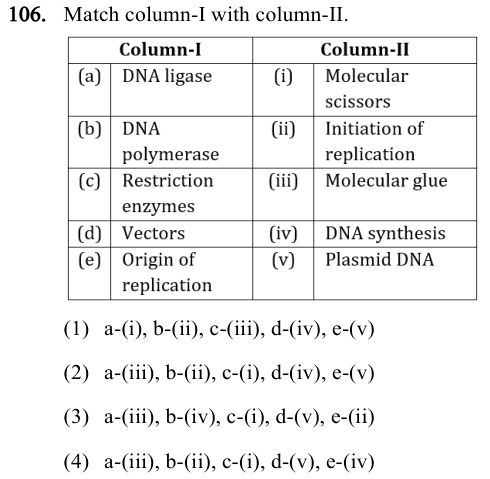 106. Match column-I with column-II.
Column-I Column-II
(a) DNA ligase (i) Molecular scissors
(b) DNA polymerase (ii) Initiation of replication
(c) Restriction enzymes (iii) Molecular glue
(d) Vectors (iv) DNA synthesis
(e) Origin of replication (v) Plasmid DNA
(1) a-(i), b-(ii), c-(iii), d-(iv), e-(v)
(2) a-(iii), b-(ii), c-(i), d-(iv), e-(v)
(3) a-(iii), b-(iv), c-(i), d-(v), e-(ii)
(4) a-(iii), b-(ii), c-(i), d-(v), e-(iv)